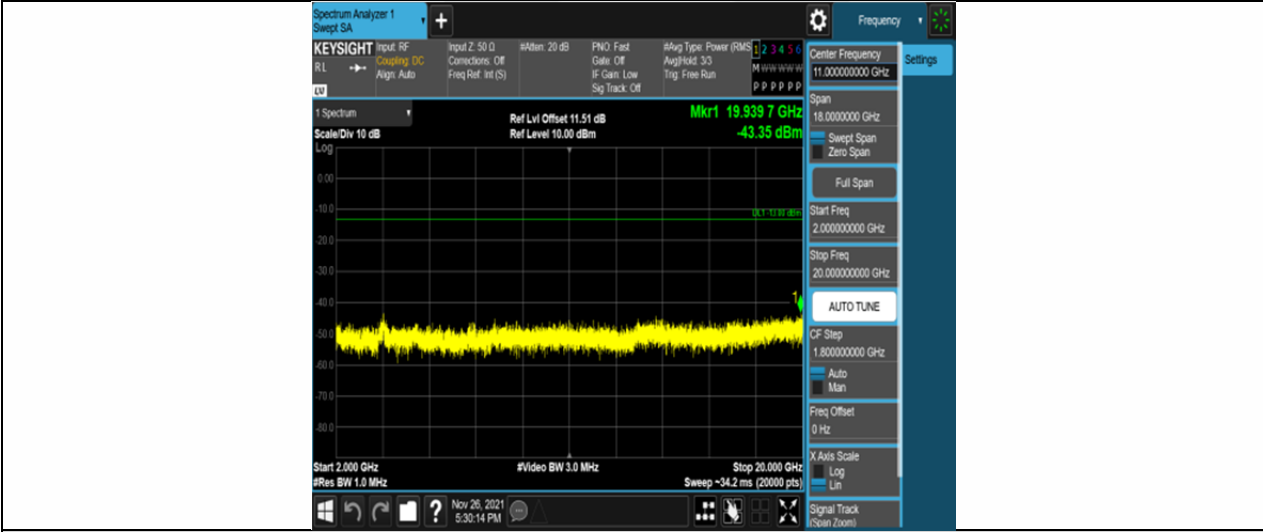 Spectrum Analyzer 1
Swept SA
+
Frequency
KEYSIGHT
RL
LV
Input: RF
Coupling: DC
Align: Auto
Input Z: 50 Ω
Corrections: Off
Freq Ref: Int (S)
#Atten: 20 dB
PNO: Fast
Gate: Off
IF Gain: Low
Sig Track: Off
#Avg Type: Power (RMS
Avg|Hold: 3/3
Trig: Free Run
1 2 3 4 5 6
M W W W W W
P P P P P P
1 Spectrum
Scale/Div 10 dB
Log
Ref Lvl Offset 11.51 dB
Ref Level 10.00 dBm
Mkr1 19.939 7 GHz
-43.35 dBm
0.00
-10.0
DL1 -13.00 dBm
-20.0
-30.0
-40.0
1
-50.0
-60.0
-70.0
-80.0
Start 2.000 GHz
#Res BW 1.0 MHz
#Video BW 3.0 MHz
Stop 20.000 GHz
Sweep ~34.2 ms (20000 pts)
?
Nov 26, 2021
5:30:14 PM
Center Frequency
11.000000000 GHz
Settings
Span
18.0000000 GHz
Swept Span
Zero Span
Full Span
Start Freq
2.000000000 GHz
Stop Freq
20.000000000 GHz
AUTO TUNE
CF Step
1.800000000 GHz
Auto
Man
Freq Offset
0 Hz
X Axis Scale
Log
Lin
Signal Track
(Span Zoom)